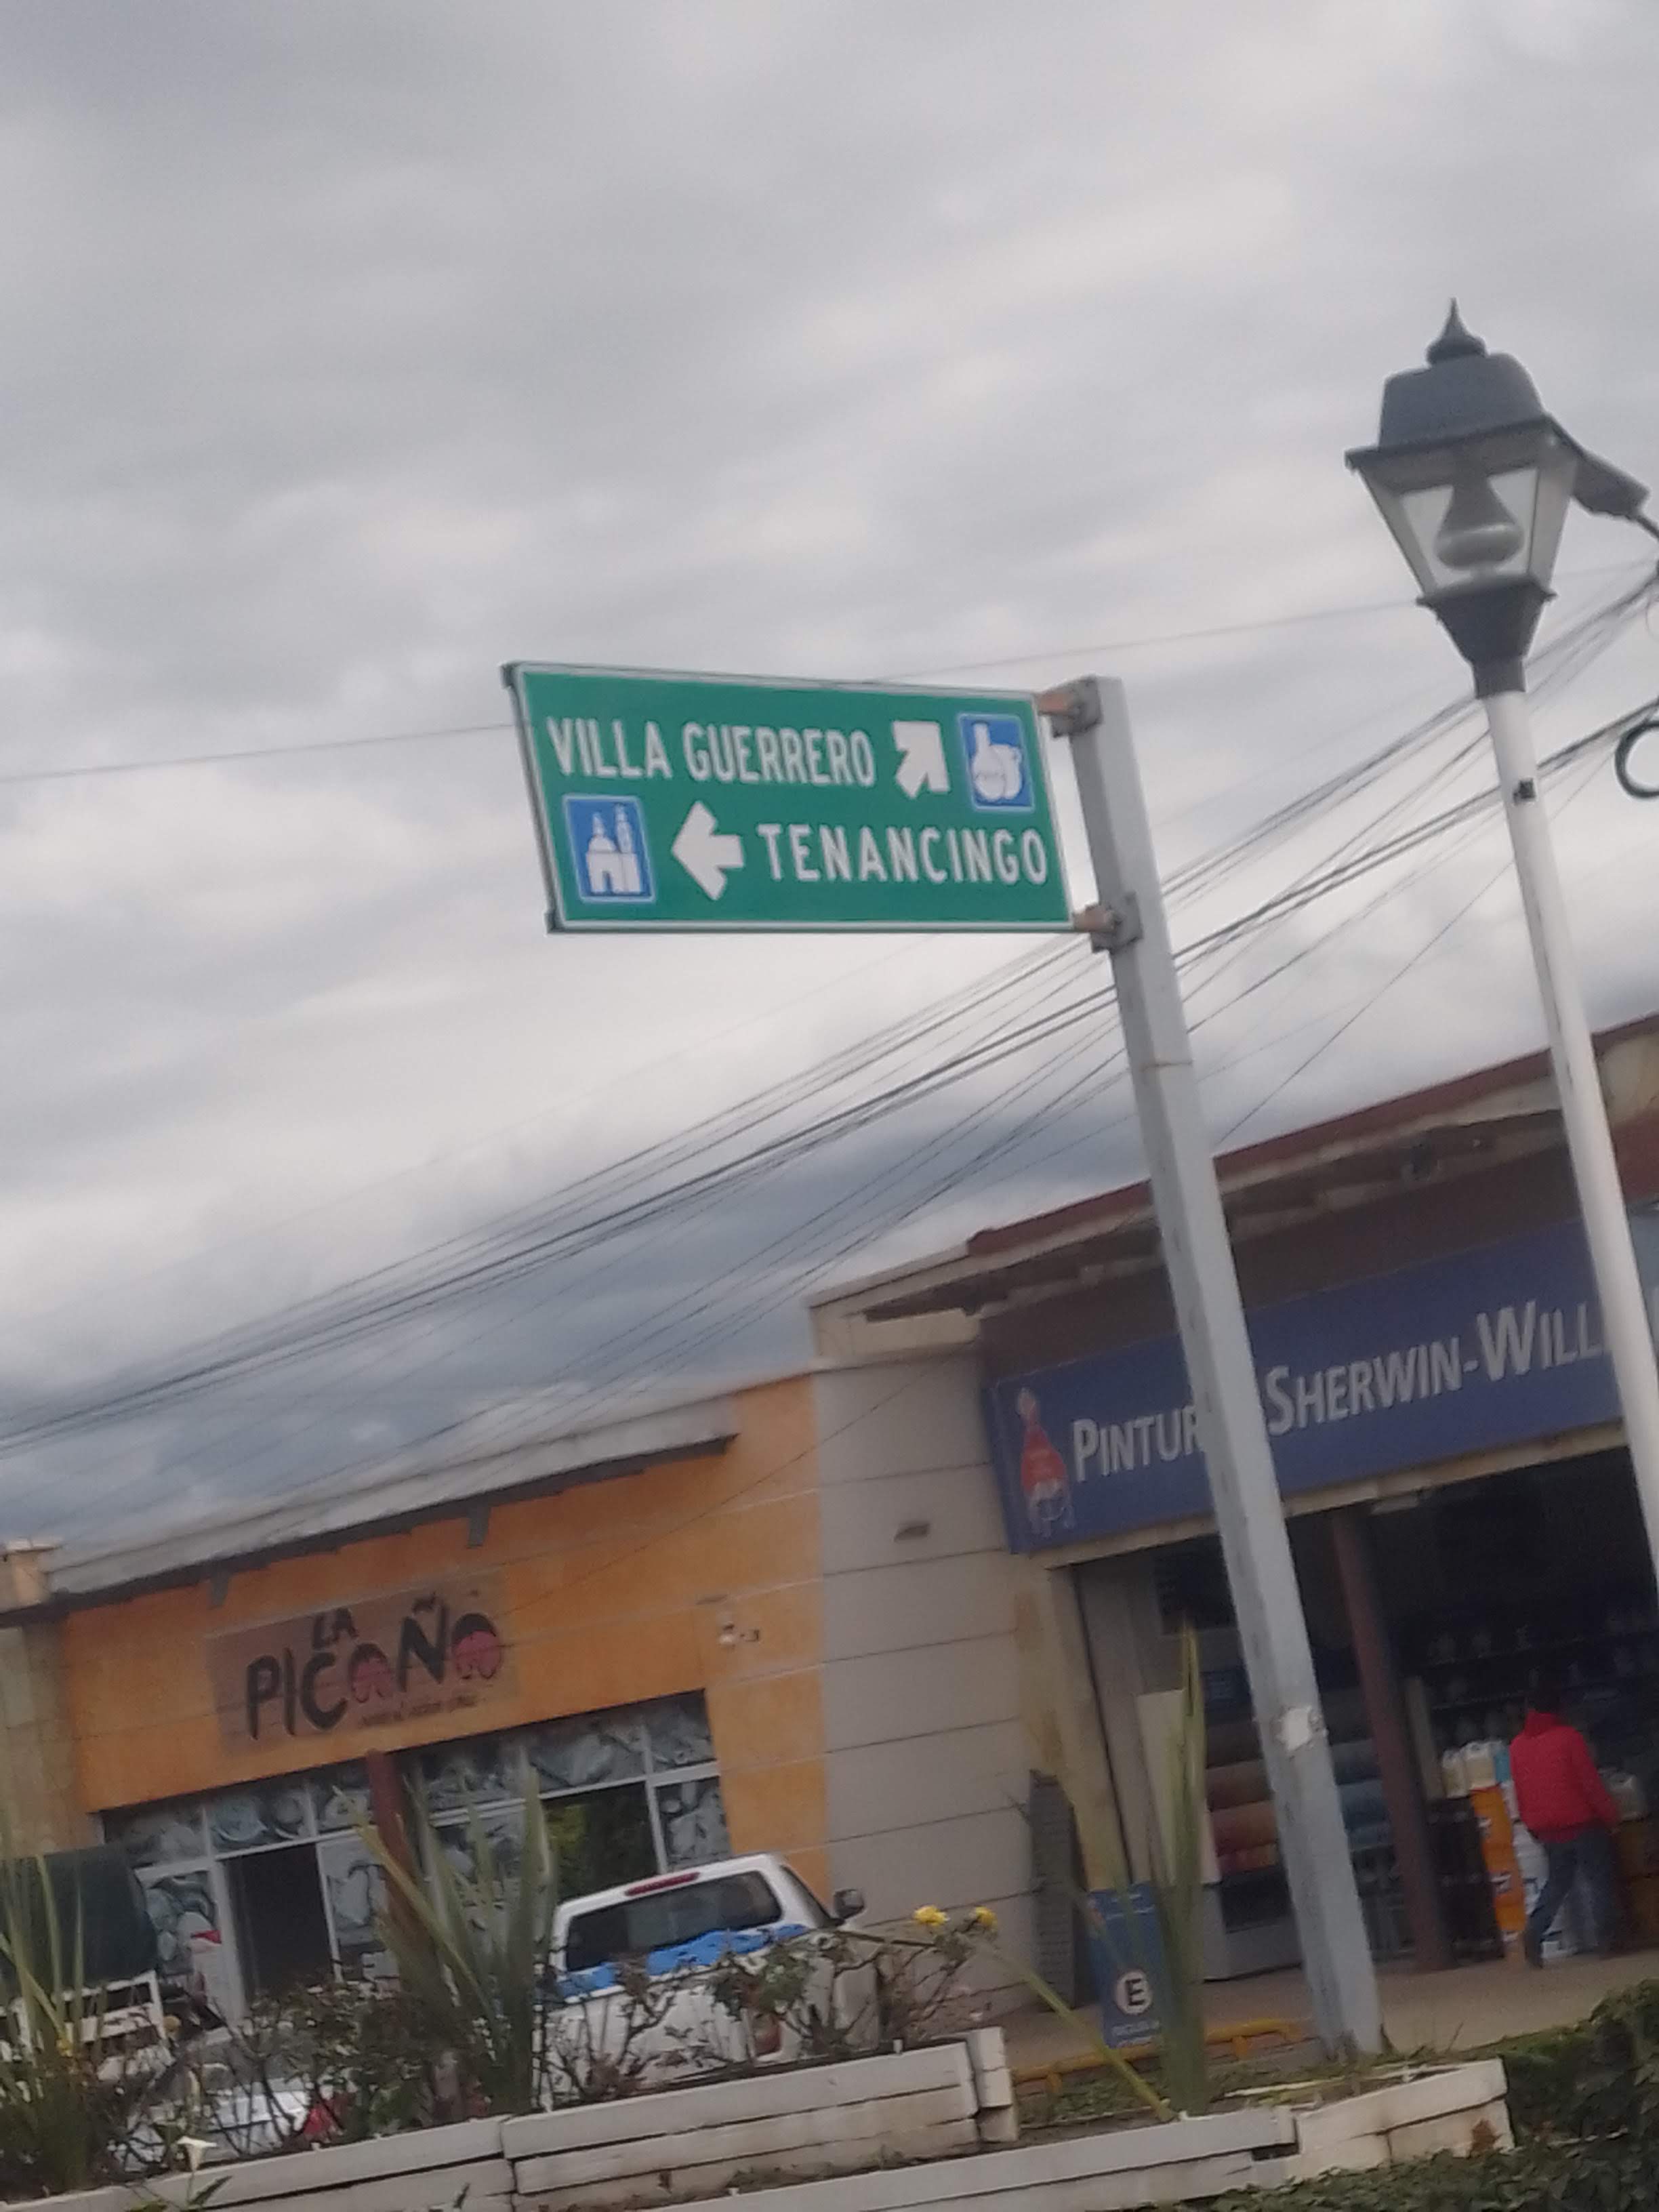 VILLA GUERRERO
TENANCINGO
PINTUR SHERWIN-WILL
LA
PICOÑO
E